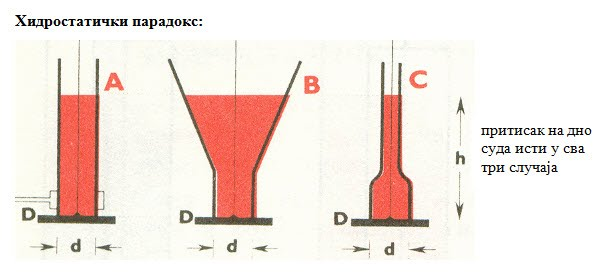 Хидростатички парадокс:
A
B
C
притисак на дно
суда исти у сва
три случаја
h
D
D
D
d
d
d